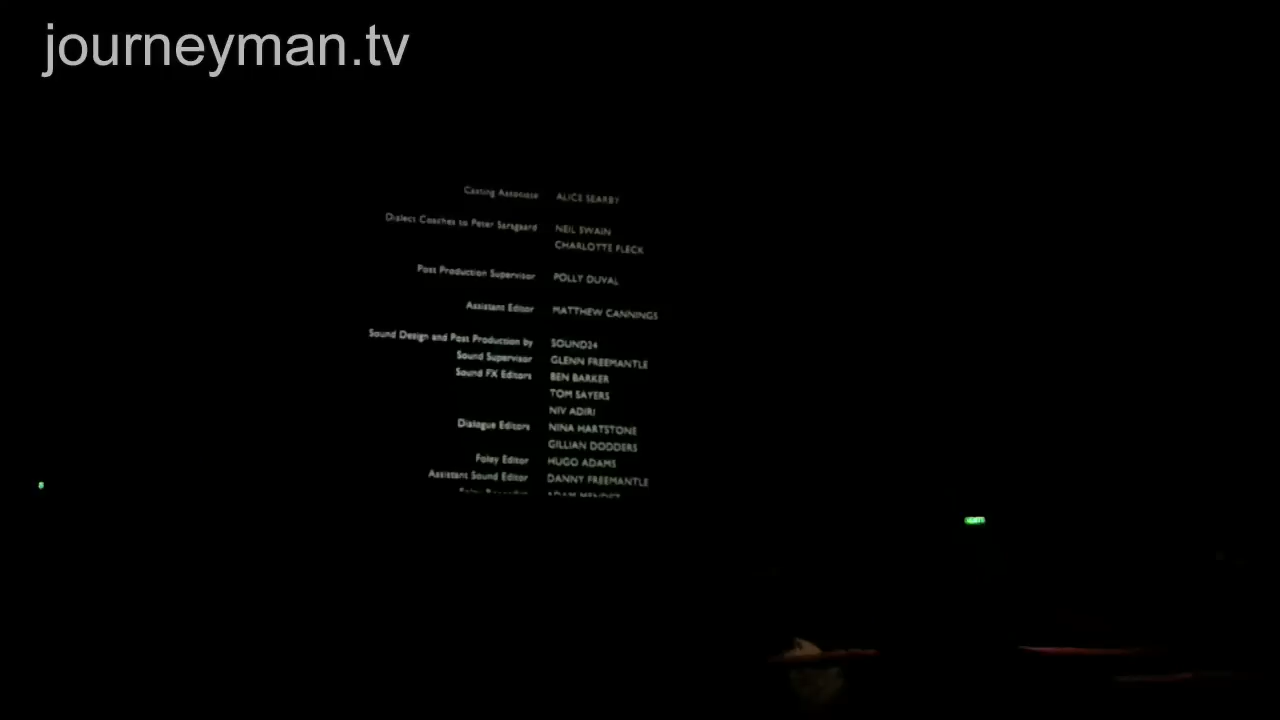 journeyman.tv
Casting Associate ALICE SEARBY
Dialect Coaches to Peter Sarsgaard NEIL SWAIN
CHARLOTTE FLECK
Post Production Supervisor POLLY DUVAL
Assistant Editor MATTHEW CANNINGS
Sound Design and Post Production by SOUND24
Sound Supervisor GLENN FREEMANTLE
Sound FX Editors BEN BARKER
TOM SAYERS
NIV ADIRI
Dialogue Editors NINA HARTSTONE
GILLIAN DODDERS
Foley Editor HUGO ADAMS
Assistant Sound Editor DANNY FREEMANTLE